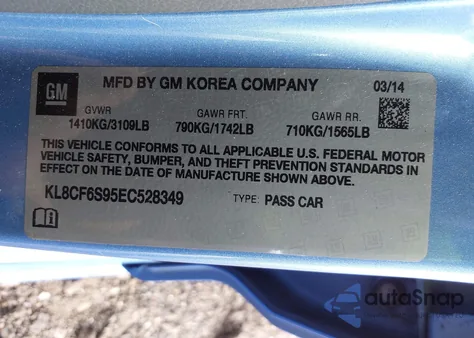 GM
MFD BY GM KOREA COMPANY
03/14
GVWR GAWR FRT. GAWR RR.
1410KG/3109LB 790KG/1742LB 710KG/1565LB
THIS VEHICLE CONFORMS TO ALL APPLICABLE U.S. FEDERAL MOTOR
VEHICLE SAFETY, BUMPER, AND THEFT PREVENTION STANDARDS IN
EFFECT ON THE DATE OF MANUFACTURE SHOWN ABOVE.
KL8CF6S95EC528349 TYPE: PASS CAR
autoSnap